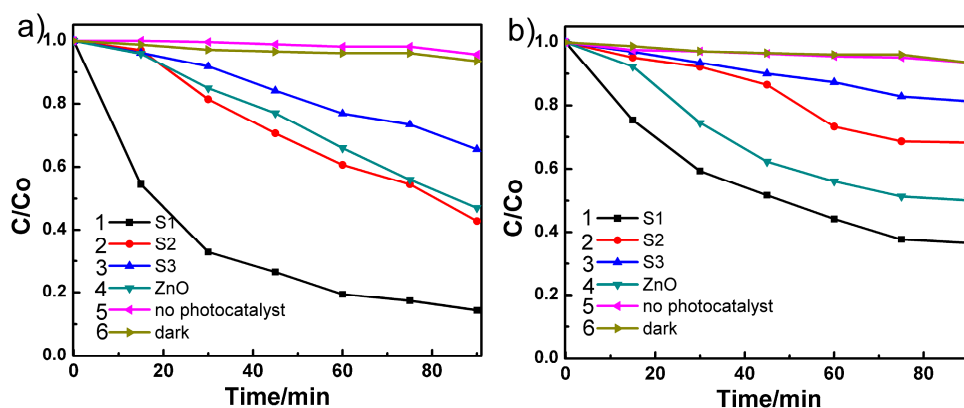 a)
C/Co
1.0
0.8
0.6
0.4
0.2
0.0
1 S1
2 S2
3 S3
4 ZnO
5 no photocatalyst
6 dark
0 20 40 60 80
Time/min
b)
C/Co
1.0
0.8
0.6
0.4
0.2
0.0
1 S1
2 S2
3 S3
4 ZnO
5 no photocatalyst
6 dark
0 20 40 60 80
Time/min